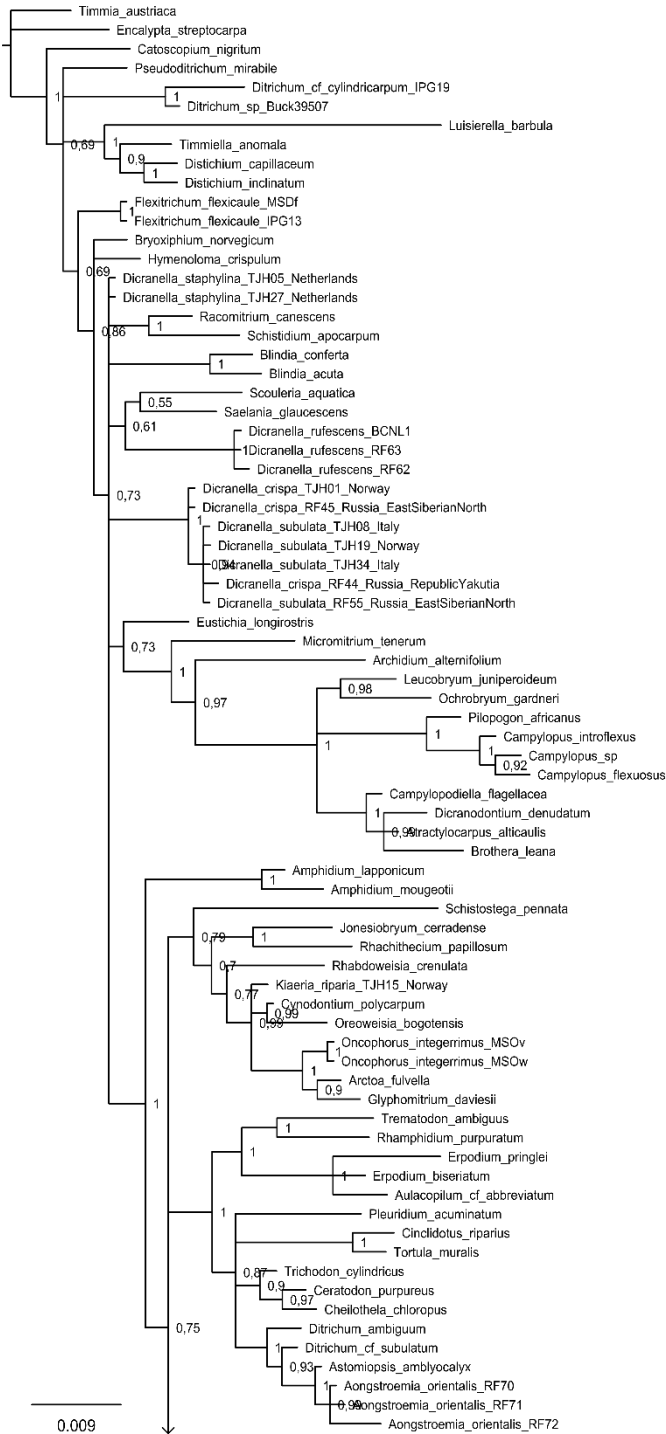 Timmia_austriaca
Encalypta_streptocarpa
Catoscopium_nigritum
Pseudoditrichum_mirabile
1
Ditrichum_cf_cylindricarpum_IPG19
1
Ditrichum_sp_Buck39507
Luisierella_barbula
0,69
1
Timmiella_anomala
0,9
Distichium_capillaceum
1
Distichium_inclinatum
Flexitrichum_flexicaule_MSDf
1
Flexitrichum_flexicaule_IPG13
Bryoxiphium_norvegicum
Hymenoloma_crispulum
0,69
Dicranella_staphylina_TJH05_Netherlands
Dicranella_staphylina_TJH27_Netherlands
Racomitrium_canescens
0,86
1
Schistidium_apocarpum
Blindia_conferta
1
Blindia_acuta
Scouleria_aquatica
0,55
Saelania_glaucescens
0,61
Dicranella_rufescens_BCNL1
1
Dicranella_rufescens_RF63
Dicranella_rufescens_RF62
Dicranella_crispa_TJH01_Norway
0,73
Dicranella_crispa_RF45_Russia_EastSiberianNorth
1
Dicranella_subulata_TJH08_Italy
Dicranella_subulata_TJH19_Norway
0,94
Dicranella_subulata_TJH34_Italy
Dicranella_crispa_RF44_Russia_RepublicYakutia
Dicranella_subulata_RF55_Russia_EastSiberianNorth
Eustichia_longirostris
0,73
Micromitrium_tenerum
Archidium_alternifolium
1
Leucobryum_juniperoideum
0,98
Ochrobryum_gardneri
0,97
Pilopogon_africanus
1
Campylopus_introflexus
1
1
Campylopus_sp
0,92
Campylopus_flexuosus
Campylopodiella_flagellacea
1
Dicranodontium_denudatum
0,99
Atractylocarpus_alticaulis
Brothera_leana
Amphidium_lapponicum
1
Amphidium_mougeotii
Schistostega_pennata
Jonesiobryum_cerradense
0,79
1
Rhachithecium_papillosum
0,7
Rhabdoweisia_crenulata
Kiaeria_riparia_TJH15_Norway
0,77
Cynodontium_polycarpum
0,99
0,99
Oreoweisia_bogotensis
Oncophorus_integerrimus_MSOv
1
Oncophorus_integerrimus_MSOw
1
Arctoa_fulvella
0,9
Glyphomitrium_daviesii
1
Trematodon_ambiguus
1
Rhamphidium_purpuratum
1
Erpodium_pringlei
1
Erpodium_biseriatum
Aulacopilum_cf_abbreviatum
1
Pleuridium_acuminatum
Cinclidotus_riparius
1
Tortula_muralis
0,87
Trichodon_cylindricus
0,9
Ceratodon_purpureus
0,97
Cheilothela_chloropus
0,75
Ditrichum_ambiguum
1
Ditrichum_cf_subulatum
0,93
Astomiopsis_amblyocalyx
1
Aongstroemia_orientalis_RF70
0,99
Aongstroemia_orientalis_RF71
Aongstroemia_orientalis_RF72
0.009